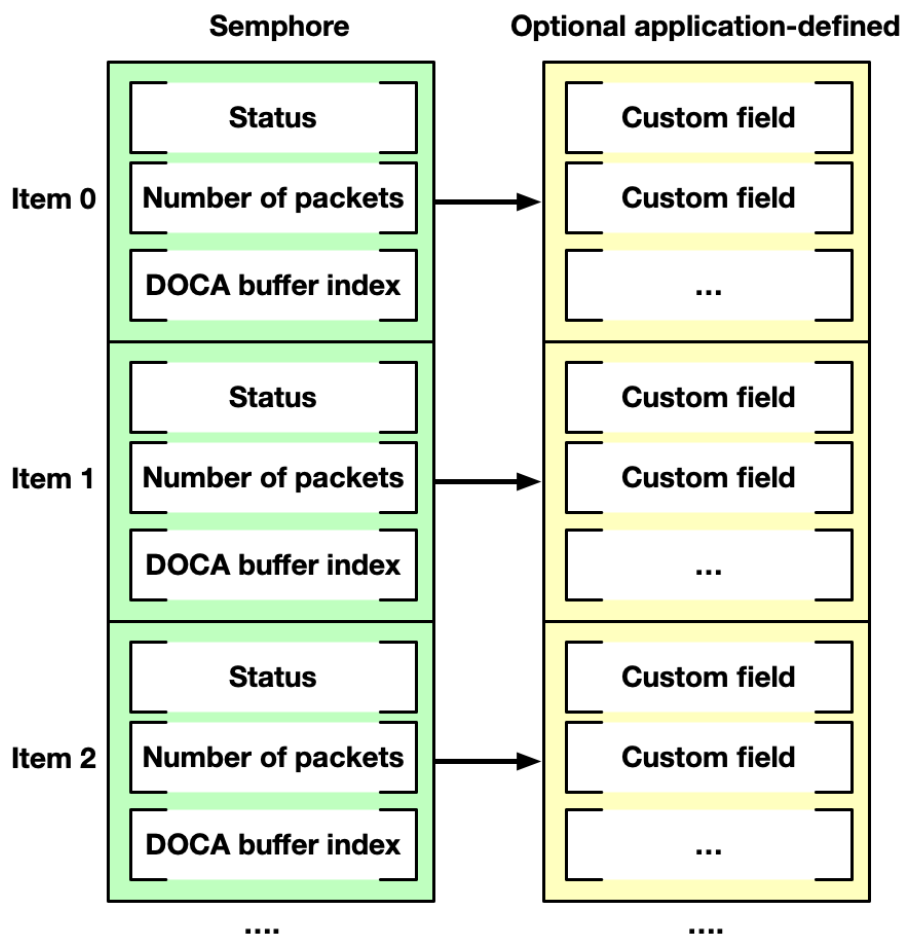 Semphore
Optional application-defined
Item 0
Status
Number of packets
DOCA buffer index
Custom field
Custom field
...
Item 1
Status
Number of packets
DOCA buffer index
Custom field
Custom field
...
Item 2
Status
Number of packets
DOCA buffer index
Custom field
Custom field
...
....
....